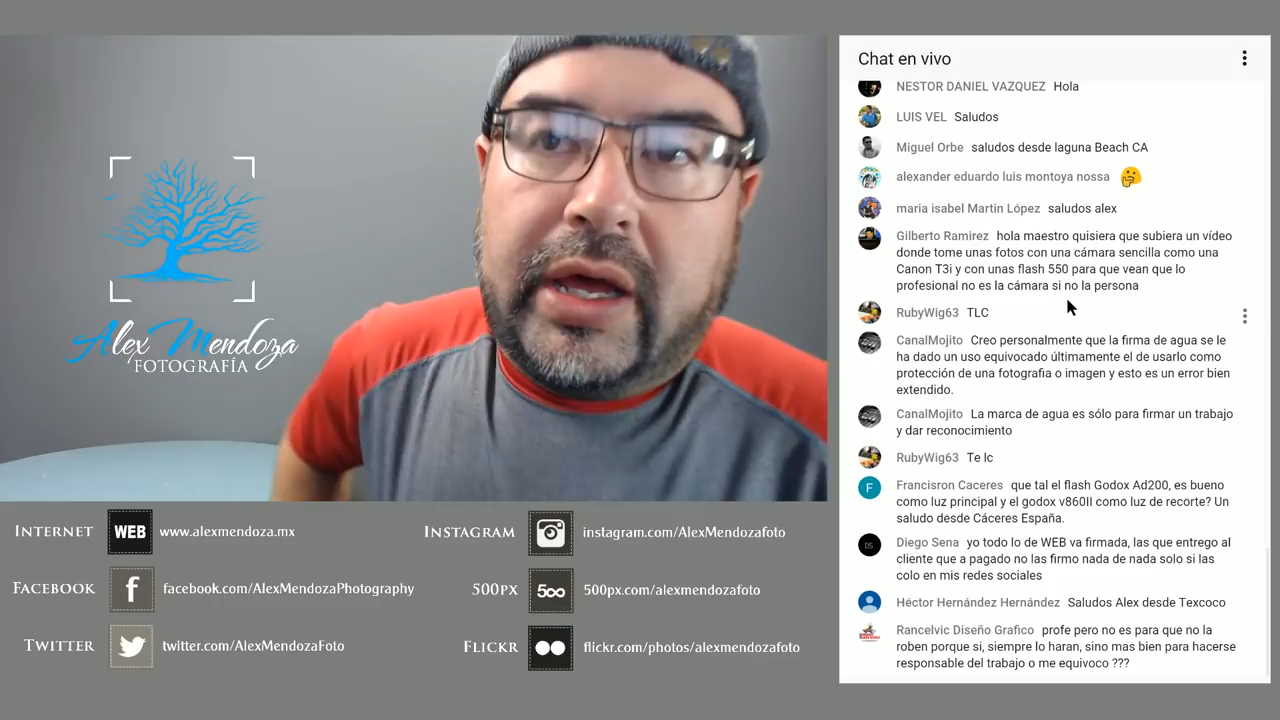 Alex Mendoza
FOTOGRAFÍA
INTERNET WEB www.alexmendoza.mx
FACEBOOK f facebook.com/AlexMendozaPhotography
TWITTER twitter.com/AlexMendozaFoto
INSTAGRAM instagram.com/AlexMendozafoto
500PX 500 500px.com/alexmendozafoto
FLICKR flickr.com/photos/alexmendozafoto
Chat en vivo
NESTOR DANIEL VAZQUEZ Hola
LUIS VEL Saludos
Miguel Orbe saludos desde laguna Beach CA
alexander eduardo luis montoya nossa 🤔
maria isabel Martin López saludos alex
Gilberto Ramirez hola maestro quisiera que subiera un vídeo
donde tome unas fotos con una cámara sencilla como una
Canon T3i y con unas flash 550 para que vean que lo
profesional no es la cámara si no la persona
RubyWig63 TLC
CanalMojito Creo personalmente que la firma de agua se le
ha dado un uso equivocado últimamente el de usarlo como
protección de una fotografia o imagen y esto es un error bien
extendido.
CanalMojito La marca de agua es sólo para firmar un trabajo
y dar reconocimiento
RubyWig63 Te lc
F Francisron Caceres que tal el flash Godox Ad200, es bueno
como luz principal y el godox v860II como luz de recorte? Un
saludo desde Cáceres España.
DS Diego Sena yo todo lo de WEB va firmada, las que entrego al
cliente que a pagado no las firmo nada de nada solo si las
colo en mis redes sociales
Héctor Hernández Hernández Saludos Alex desde Texcoco
Rancelvic Diseño Grafico profe pero no es para que no la
roben porque si, siempre lo haran, sino mas bien para hacerse
responsable del trabajo o me equivoco ???